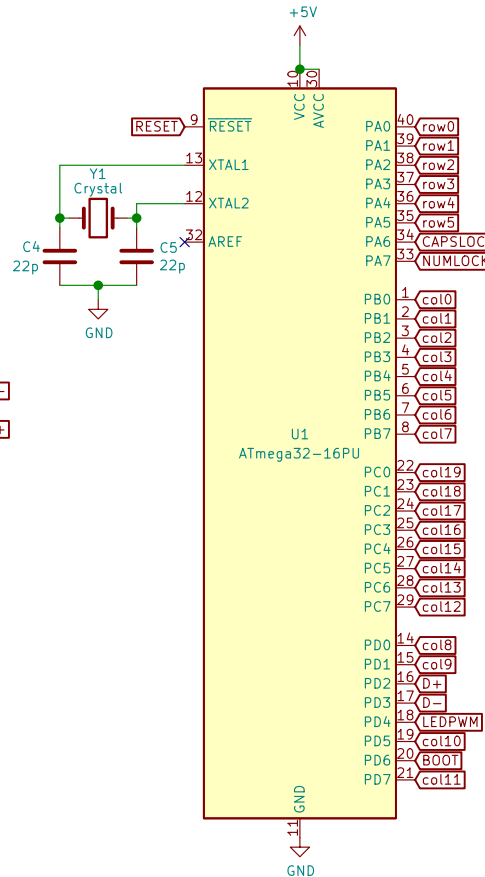 +5V
10
30
VCC
AVCC
RESET
9
RESET
PA0
40
row0
PA1
39
row1
13
XTAL1
PA2
38
row2
Y1
Crystal
PA3
37
row3
12
XTAL2
PA4
36
row4
PA5
35
row5
C4
22p
C5
22p
32
AREF
PA6
34
CAPSLOC
PA7
33
NUMLOCK
GND
PB0
1
col0
PB1
2
col1
PB2
3
col2
PB3
4
col3
PB4
5
col4
PB5
6
col5
PB6
7
col6
PB7
8
col7
-
+
U1
ATmega32-16PU
PC0
22
col19
PC1
23
col18
PC2
24
col17
PC3
25
col16
PC4
26
col15
PC5
27
col14
PC6
28
col13
PC7
29
col12
PD0
14
col8
PD1
15
col9
PD2
16
D+
PD3
17
D-
PD4
18
LEDPWM
PD5
19
col10
PD6
20
BOOT
PD7
21
col11
GND
11
GND